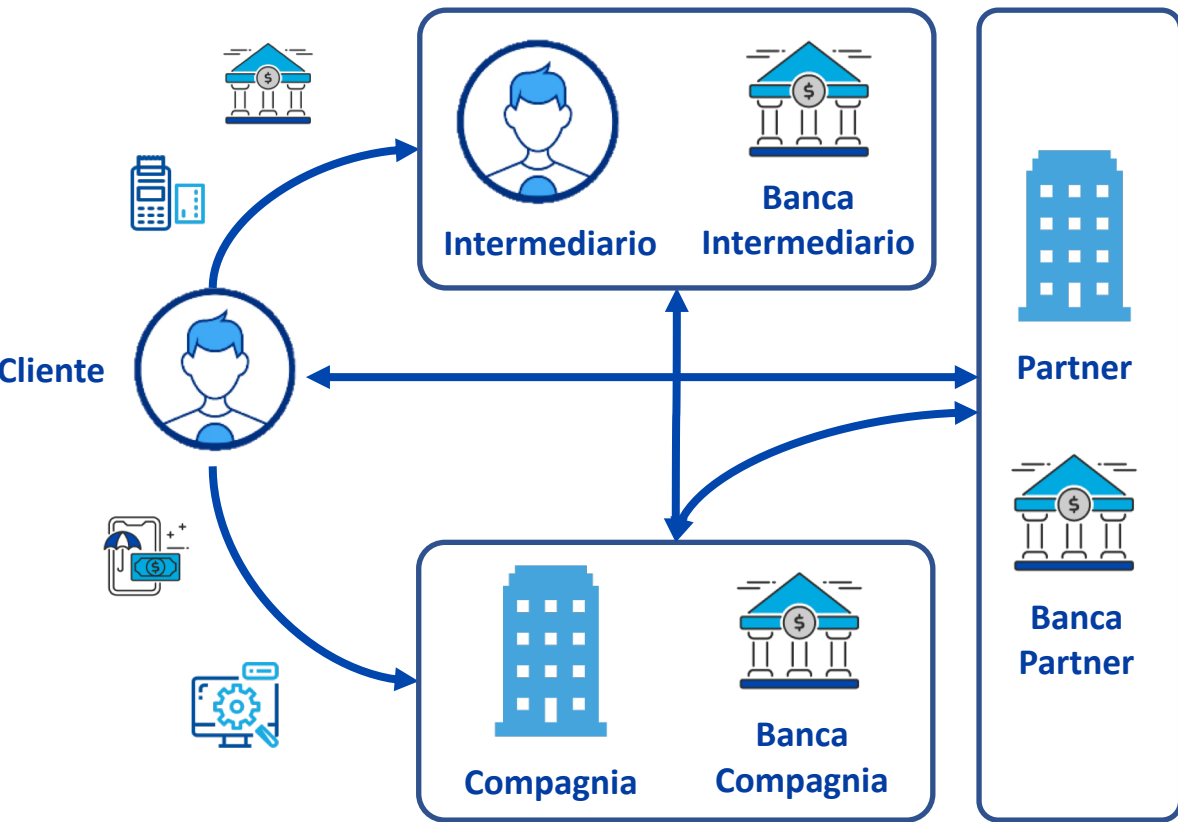 Intermediario
Banca
Intermediario
Cliente
Partner
Banca
Partner
Compagnia
Banca
Compagnia
$
$
$
$
$